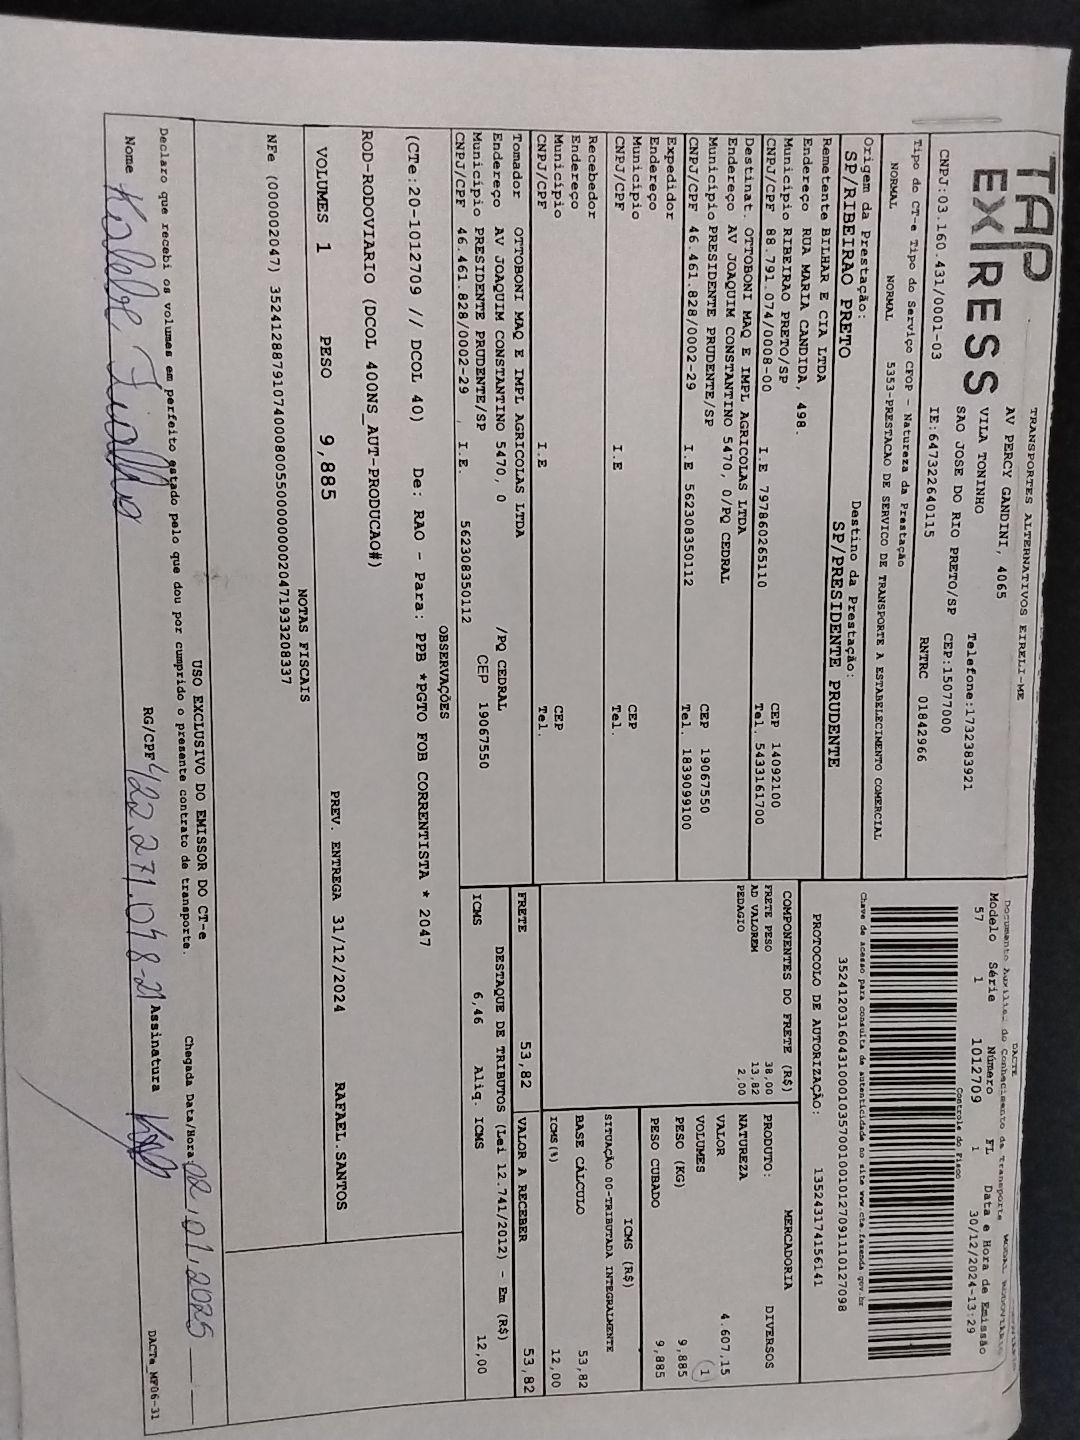 TAP
EXPRESS
TRANSPORTES ALTERNATIVOS EIRELI-ME
AV PERCY GANDINI, 4065
VILA TONINHO
SAO JOSE DO RIO PRETO/SP CEP:15077000
Telefone:1732383921
CNPJ:03.160.431/0001-03 IE:647322640115 RNTRC 01842966
Tipo do CT-e Tipo do Serviço CFOP - Natureza da Prestação
NORMAL NORMAL 5353-PRESTACAO DE SERVICO DE TRANSPORTE A ESTABELECIMENTO COMERCIAL
Origem da Prestação: Destino da Prestação:
SP/RIBEIRAO PRETO SP/PRESIDENTE PRUDENTE
Remetente BILHAR E CIA LTDA
Endereço RUA MARIA CANDIDA, 498.
Município RIBEIRAO PRETO/SP CEP 14092100
CNPJ/CPF 88.791.074/0008-00 I.E 797860265110 Tel. 5433161700
Destinat. OTTOBONI MAQ E IMPL AGRICOLAS LTDA
Endereço AV JOAQUIM CONSTANTINO 5470, 0/PQ CEDRAL
Município PRESIDENTE PRUDENTE/SP CEP 19067550
CNPJ/CPF 46.461.828/0002-29 I.E 562308350112 Tel. 1839099100
Expedidor
Endereço
Município CEP
CNPJ/CPF I.E Tel.
Recebedor
Endereço
Município CEP
CNPJ/CPF I.E Tel.
Tomador OTTOBONI MAQ E IMPL AGRICOLAS LTDA
Endereço AV JOAQUIM CONSTANTINO 5470, 0 /PQ CEDRAL
Município PRESIDENTE PRUDENTE/SP CEP 19067550
CNPJ/CPF 46.461.828/0002-29 I.E. 562308350112
DACTE
Documento Auxiliar do Conhecimento de Transporte
Modelo Série Número FL Data e Hora de Emissão
57 1 1012709 1 30/12/2024-13:29
Controle do Fisco
Chave de acesso para consulta de autenticidade no site www.cte.fazenda.gov.br
35241203160431000103570010010127091110127098
PROTOCOLO DE AUTORIZAÇÃO: 135243174156141
COMPONENTES DO FRETE (R$)
FRETE PESO 38,00
AD VALOREM 13,82
PEDAGIO 2,00
MERCADORIA
PRODUTO: DIVERSOS
NATUREZA
VALOR 4.607,15
VOLUMES 1
PESO (KG) 9,885
PESO CUBADO 9,885
ICMS (R$)
SITUAÇÃO 00-TRIBUTADA INTEGRALMENTE
BASE CÁLCULO 53,82
ICMS(%) 12,00
FRETE 53,82 VALOR A RECEBER 53,82
DESTAQUE DE TRIBUTOS (Lei 12.741/2012) - Em (R$)
ICMS 6,46 Aliq. ICMS 12,00
OBSERVAÇÕES
(CTe:20-1012709 // DCOL 40) De: RAO - Para: PPB *PGTO FOB CORRENTISTA * 2047
ROD-RODOVIARIO (DCOL 400NS_AUT-PRODUCAO#)
VOLUMES 1 PESO 9,885 PREV. ENTREGA 31/12/2024 RAFAEL.SANTOS
NOTAS FISCAIS
NFe (000002047) 35241288791074000800550000000020471933208337
USO EXCLUSIVO DO EMISSOR DO CT-e
Declaro que recebi os volumes em perfeito estado pelo que dou por cumprido o presente contrato de transporte.
Chegada Data/Hora: 02.01.2025
Nome RG/CPF 422.271.048-21 Assinatura
DACTe_MF06-31